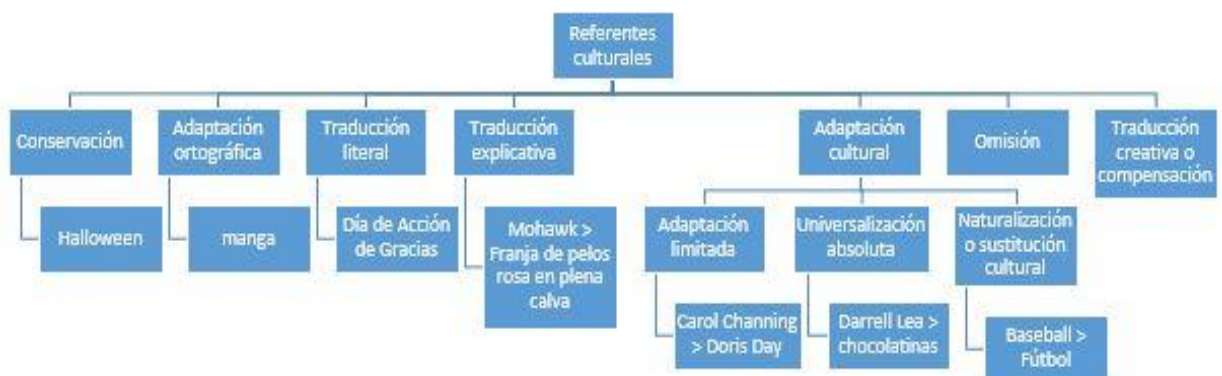 Referentes
culturales
Conservación
Adaptación
ortográfica
Traducción
literal
Traducción
explicativa
Adaptación
cultural
Omisión
Traducción
creativa o
compensación
Halloween
manga
Día de Acción
de Gracias
Mohawk >
Franja de pelos
rosa en plena
calva
Adaptación
limitada
Universalización
absoluta
Naturalización
o sustitución
cultural
Carol Channing
> Doris Day
Darrell Lea >
chocolatinas
Baseball >
Fútbol